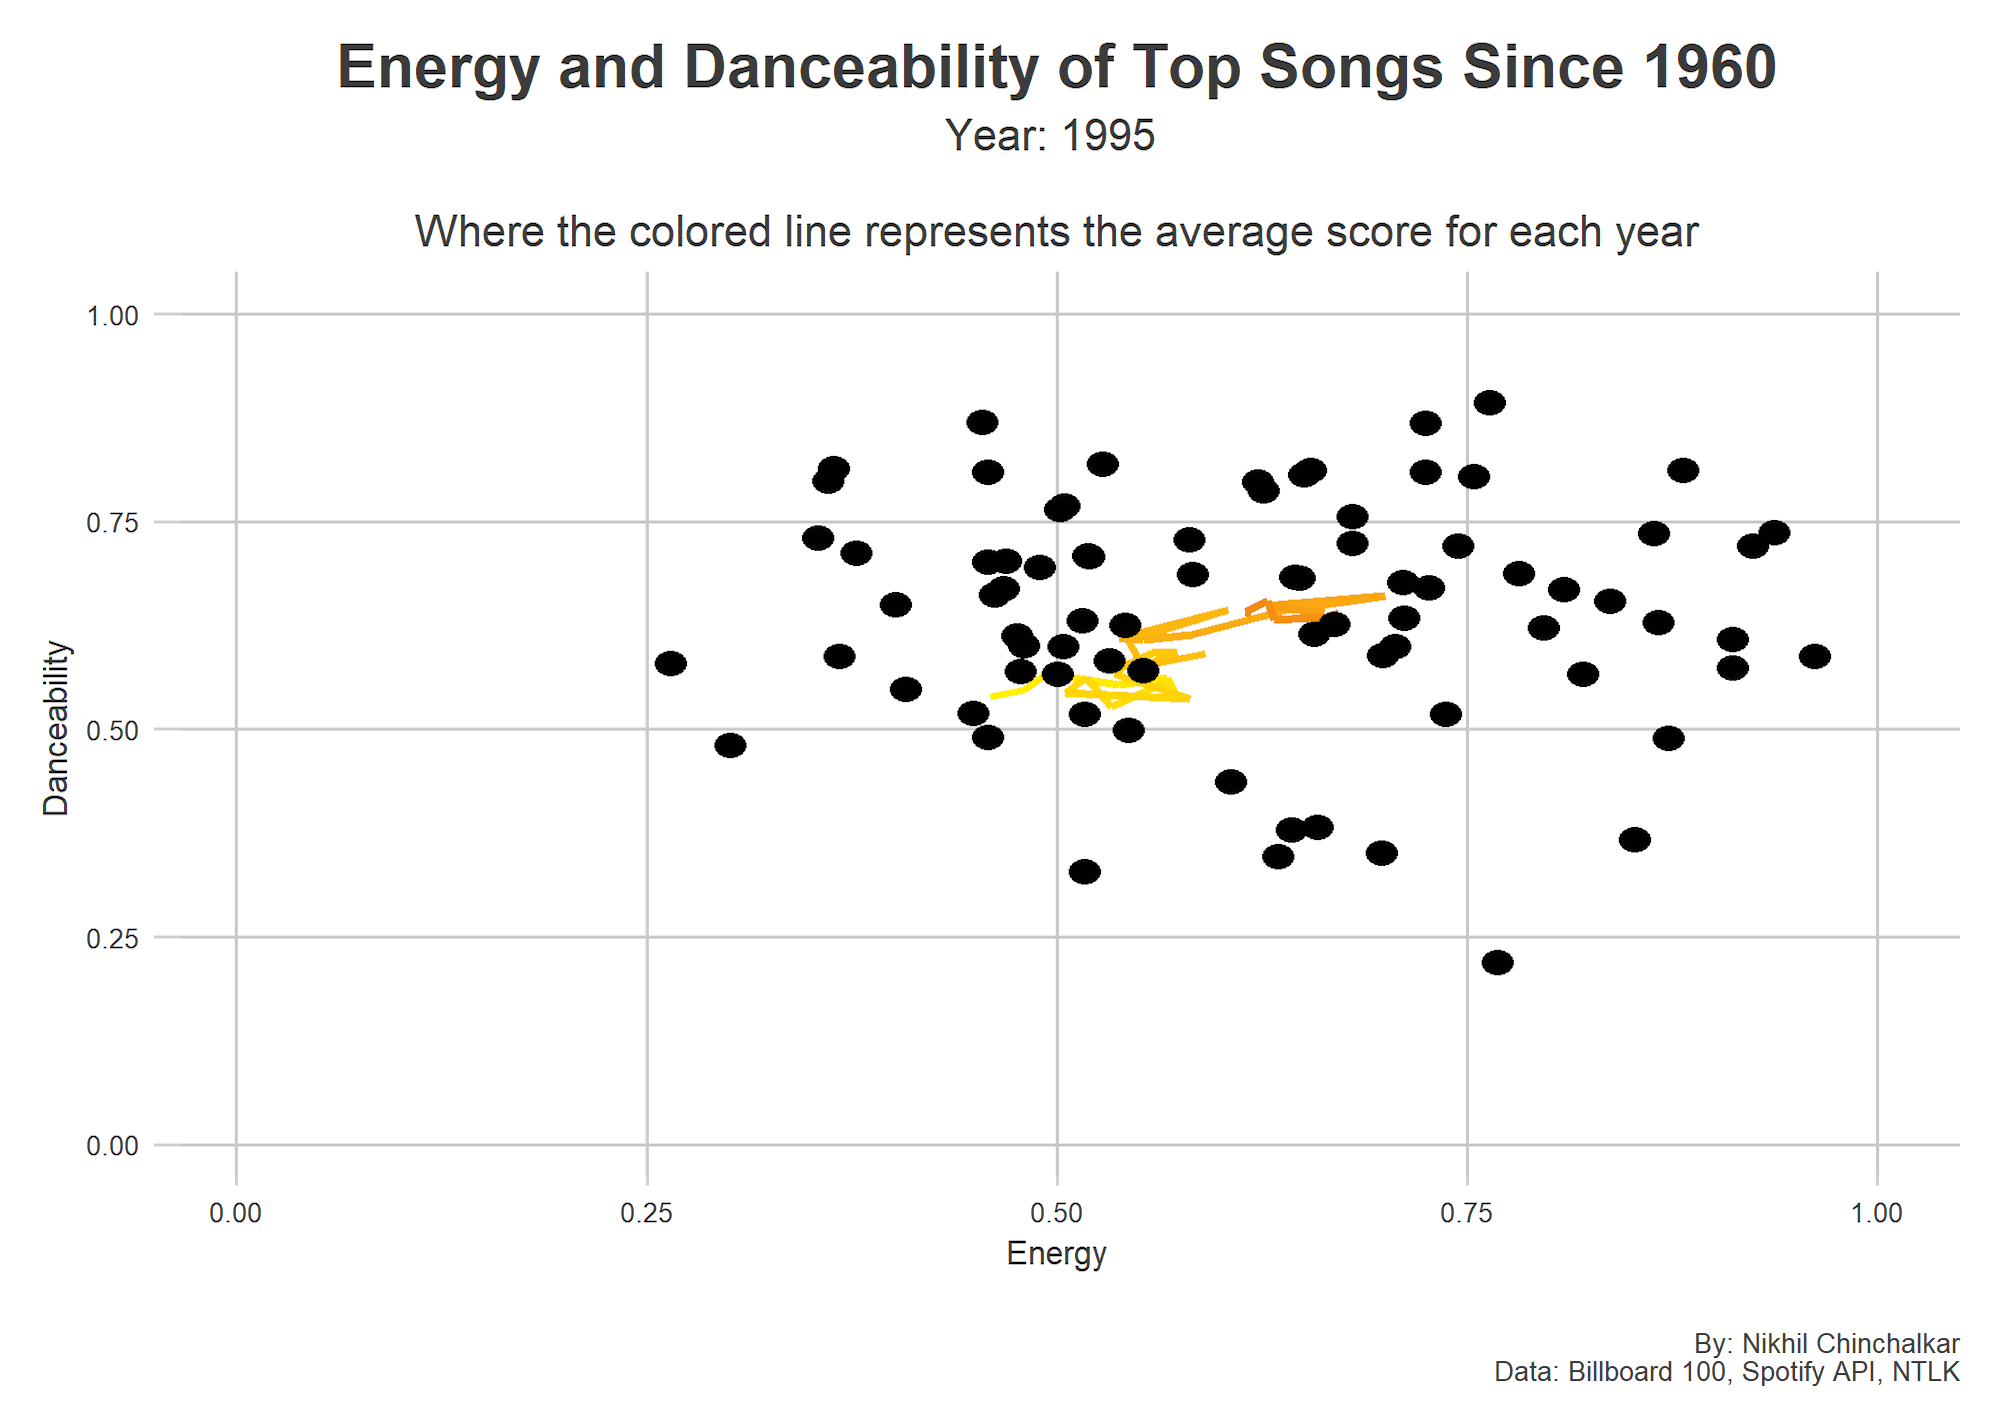 Energy and Danceability of Top Songs Since 1960
Year: 1995
Where the colored line represents the average score for each year
1.00
0.75
0.50
0.25
0.00
Danceability
0.00
0.25
0.50
0.75
1.00
Energy
By: Nikhil Chinchalkar
Data: Billboard 100, Spotify API, NTLK